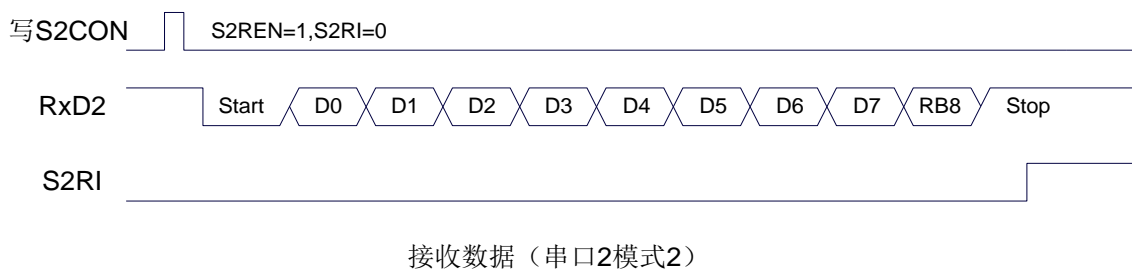 写S2CON S2REN=1,S2RI=0
RxD2 Start D0 D1 D2 D3 D4 D5 D6 D7 RB8 Stop
S2RI
接收数据（串口2模式2）